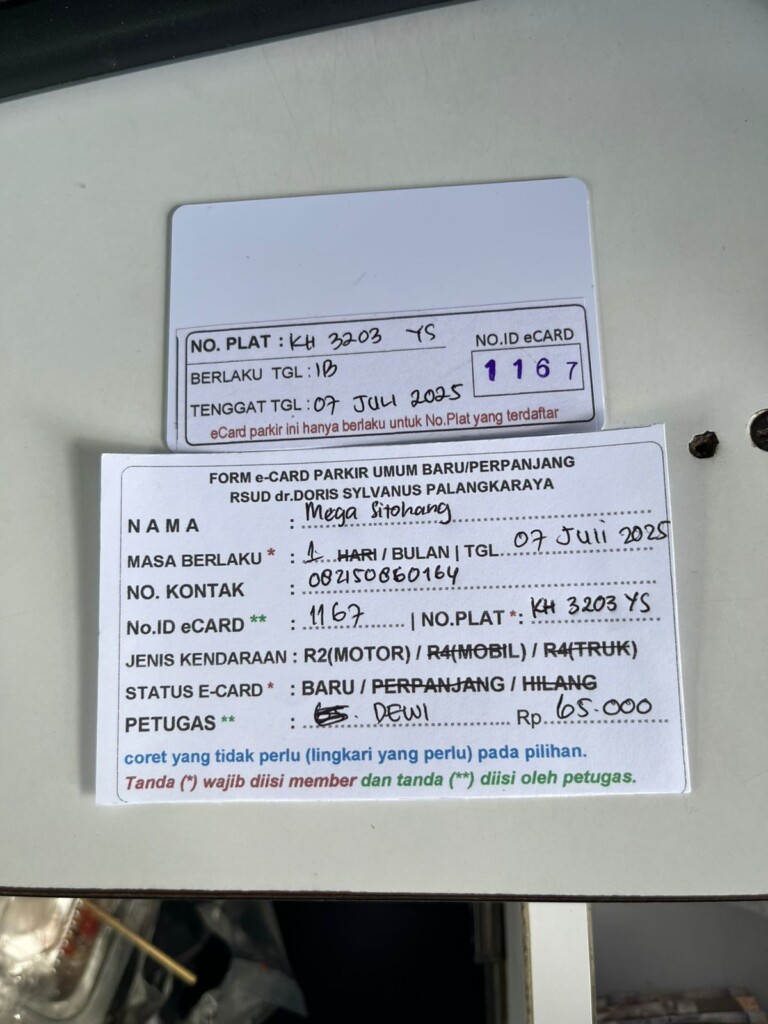 NO. PLAT : KH 3203 YS
NO.ID eCARD
BERLAKU TGL : 1B
1 1 6 7
TENGGAT TGL : 07 JULI 2025
eCard parkir ini hanya berlaku untuk No.Plat yang terdaftar
FORM e-CARD PARKIR UMUM BARU/PERPANJANG
RSUD dr.DORIS SYLVANUS PALANGKARAYA
NAMA : Mega Sitohang
MASA BERLAKU * : 1 HARI / BULAN | TGL 07 Juli 2025
NO. KONTAK : 082150860164
No.ID eCARD ** : 1167 | NO.PLAT *: KH 3203 YS
JENIS KENDARAAN : R2(MOTOR) / R4(MOBIL) / R4(TRUK)
STATUS E-CARD * : BARU / PERPANJANG / HILANG
PETUGAS ** : DEWI Rp 65.000
coret yang tidak perlu (lingkari yang perlu) pada pilihan.
Tanda (*) wajib diisi member dan tanda (**) diisi oleh petugas.